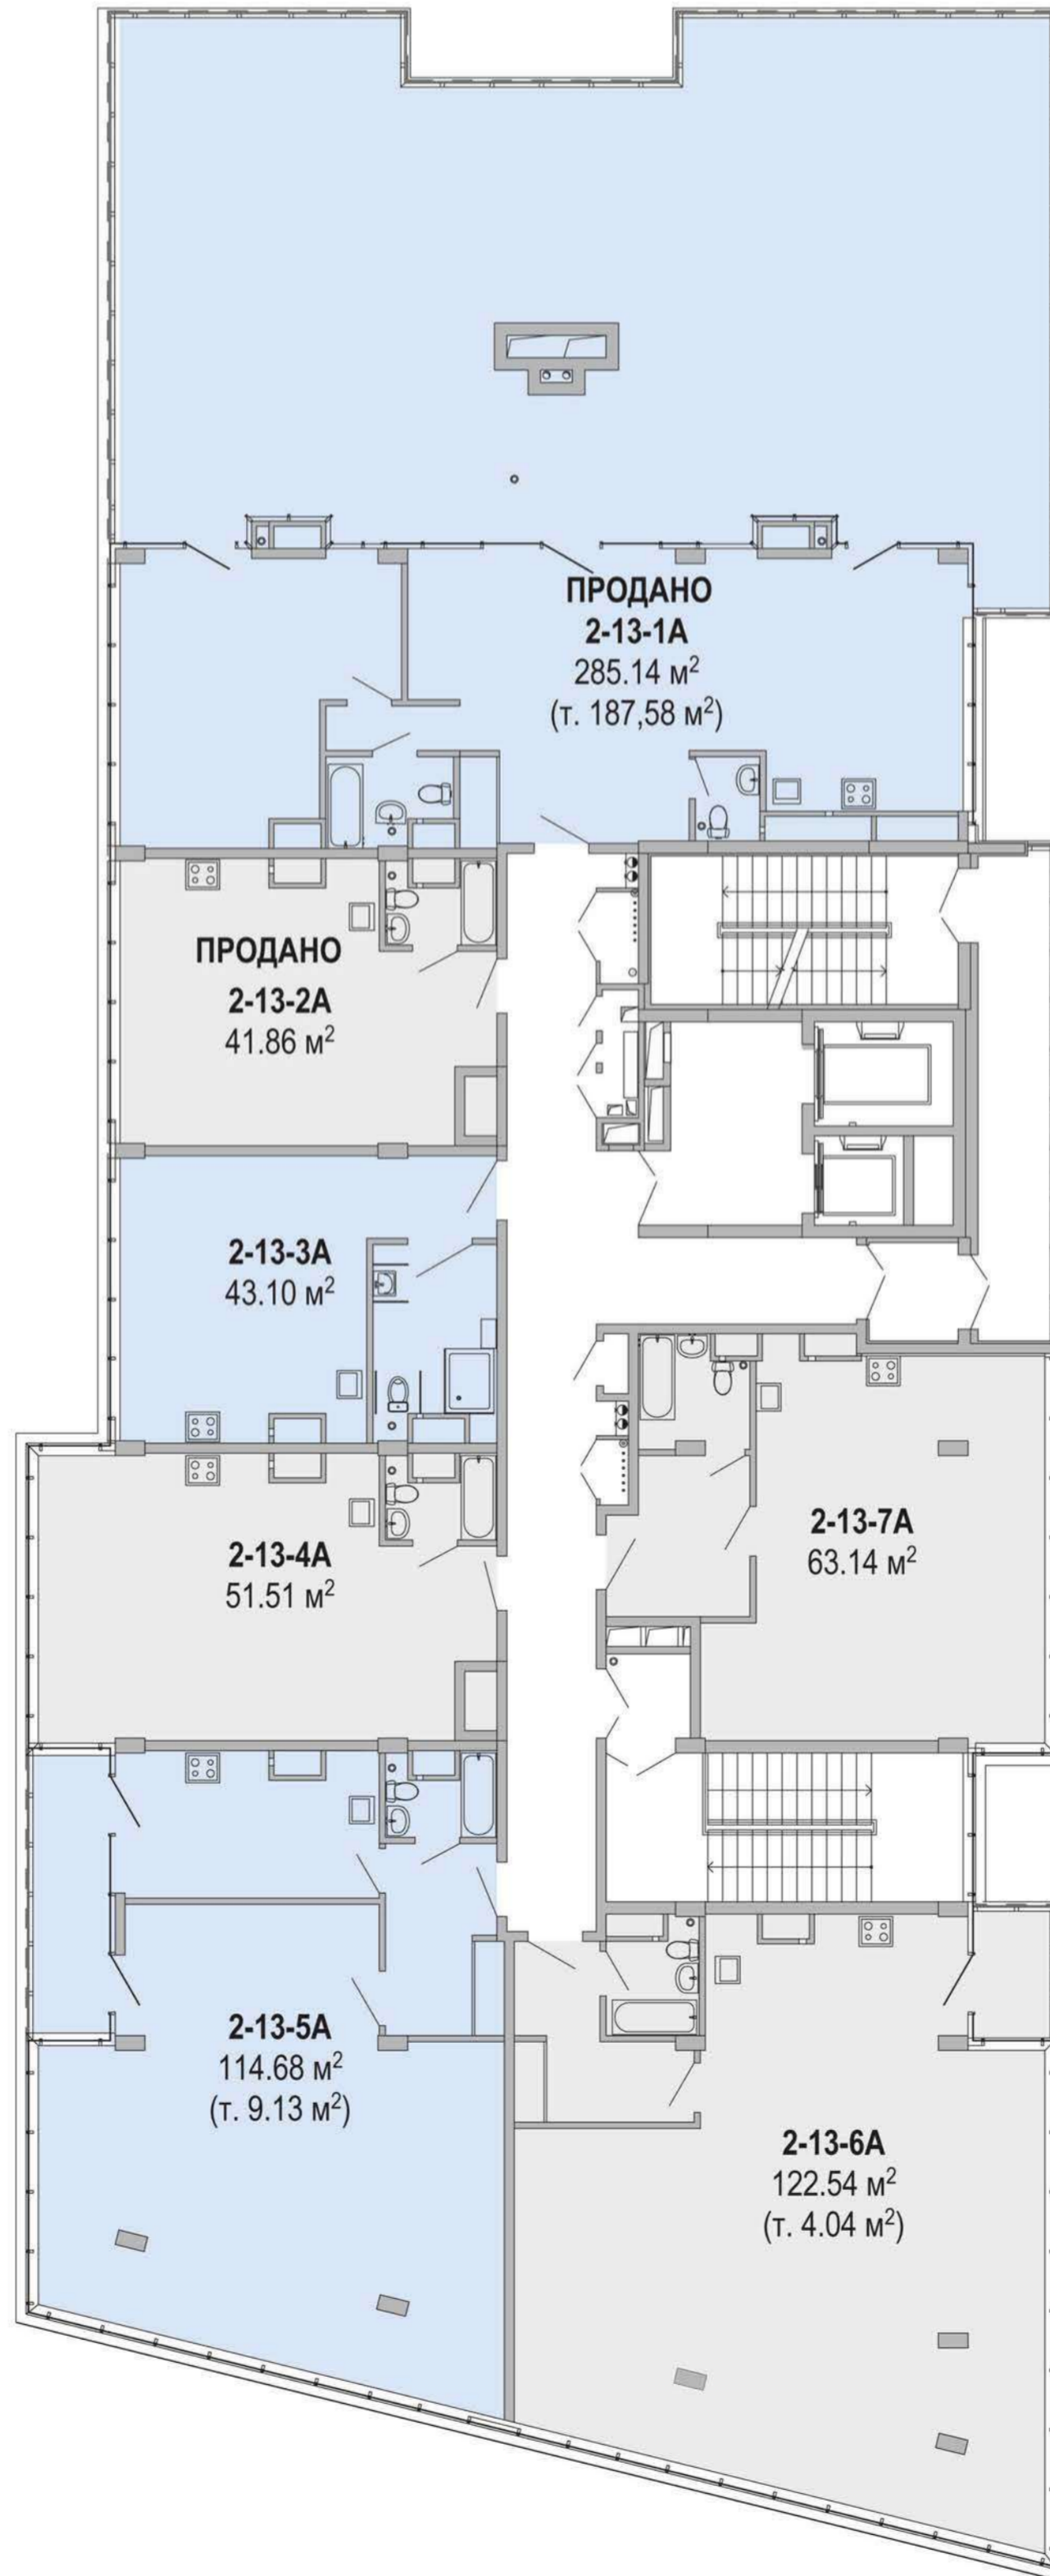 ПРОДАНО
2-13-1А
285.14 м²
(т. 187,58 м²)
ПРОДАНО
2-13-2А
41.86 м²
2-13-3А
43.10 м²
2-13-4А
51.51 м²
2-13-7А
63.14 м²
2-13-5А
114.68 м²
(т. 9.13 м²)
2-13-6А
122.54 м²
(т. 4.04 м²)